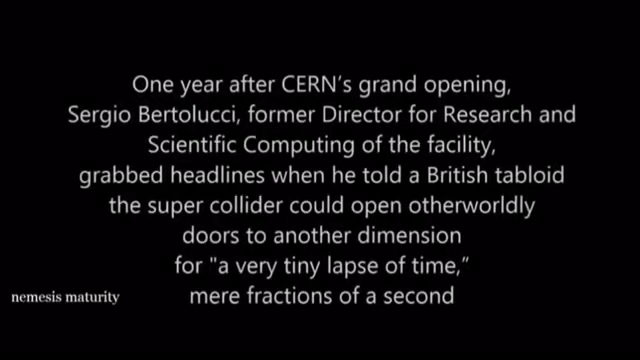 One year after CERN's grand opening,
Sergio Bertolucci, former Director for Research and
Scientific Computing of the facility,
grabbed headlines when he told a British tabloid
the super collider could open otherworldly
doors to another dimension
for "a very tiny lapse of time,”
mere fractions of a second
nemesis maturity